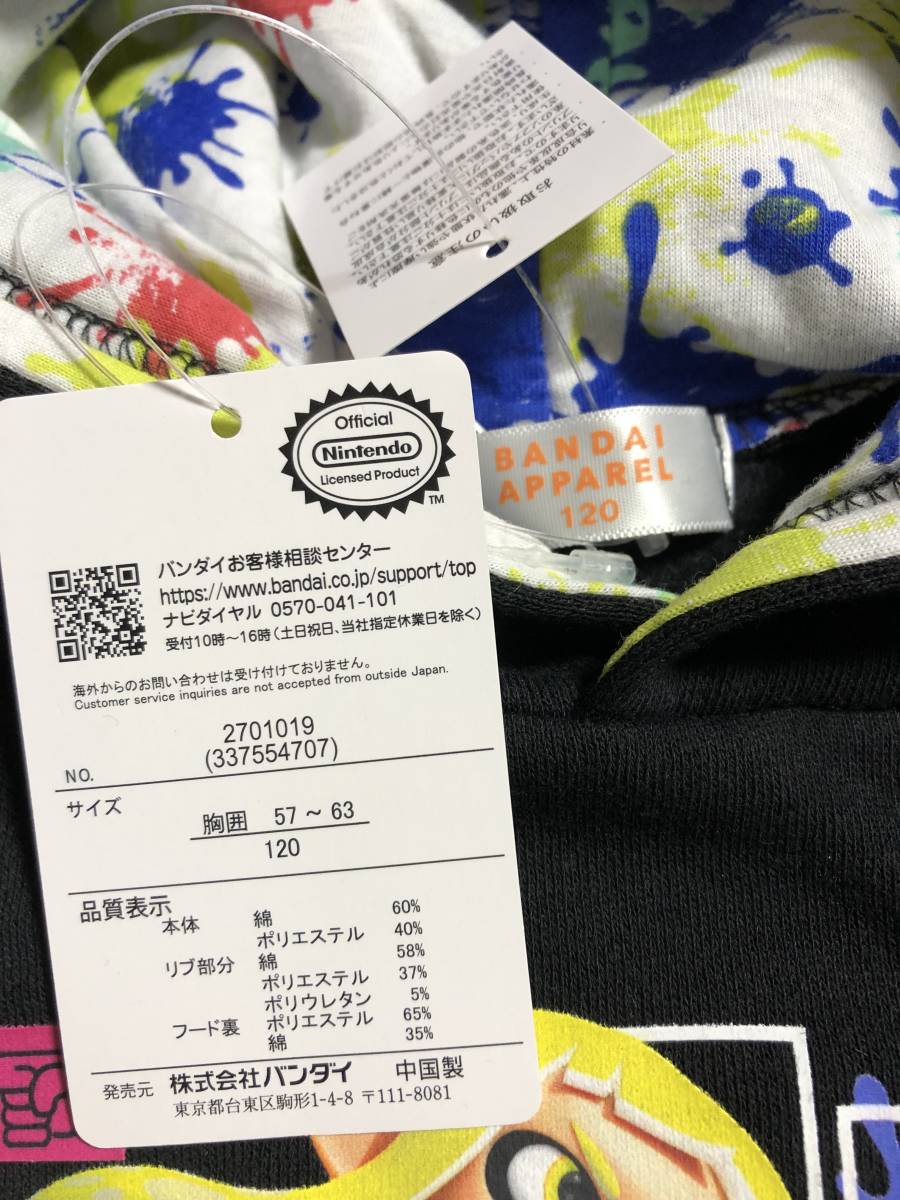 お取扱いの注意
BANDAI
APPAREL
120
Official
Nintendo
Licensed Product
TM
バンダイお客様相談センター
https://www.bandai.co.jp/support/top
ナビダイヤル 0570-041-101
受付10時～16時(土日祝日、当社指定休業日を除く)
海外からのお問い合わせは受け付けておりません。
Customer service inquiries are not accepted from outside Japan.
NO. 2701019
(337554707)
サイズ
胸囲 57 ~ 63
120
品質表示
本体 綿 60%
ポリエステル 40%
リブ部分 綿 58%
ポリエステル 37%
ポリウレタン 5%
フード裏 ポリエステル 65%
綿 35%
発売元 株式会社バンダイ 中国製
東京都台東区駒形1-4-8 〒111-8081